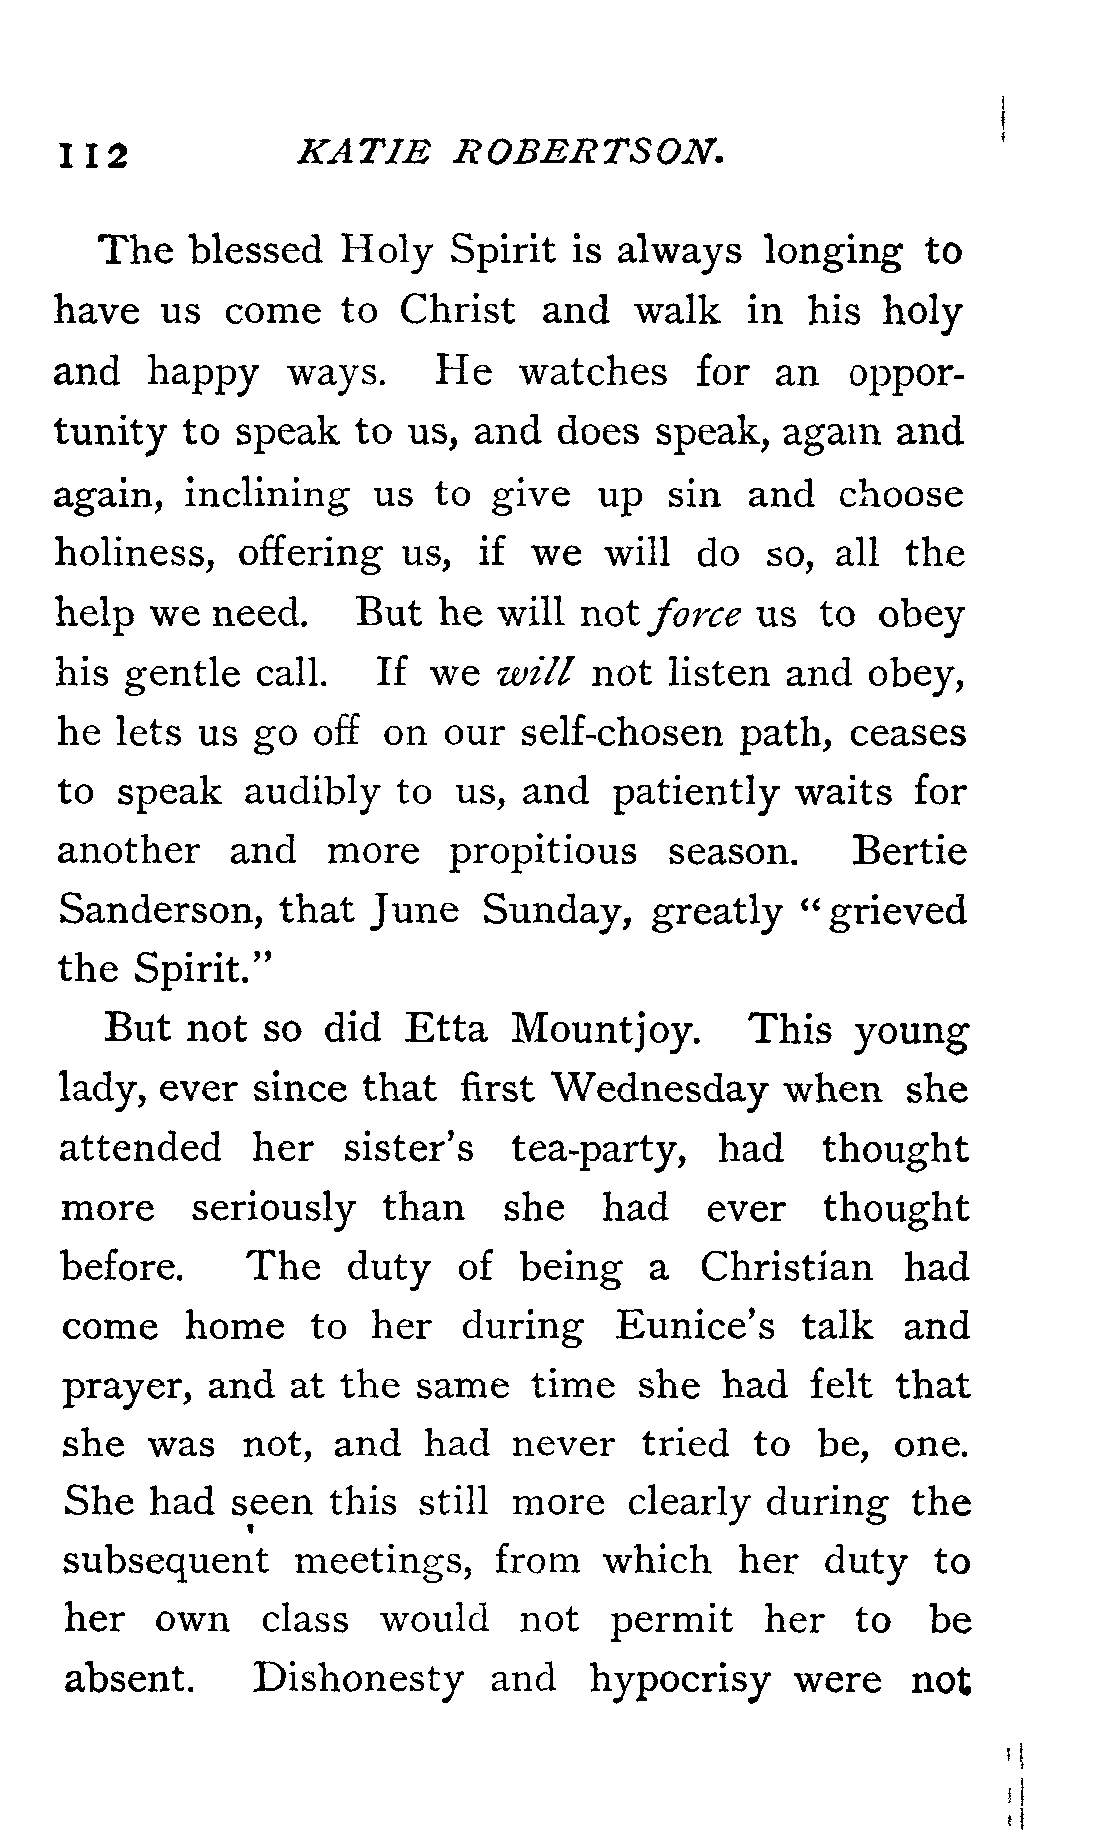 112 KATIE ROBERTSON.
The blessed Holy Spirit is always longing to
have us come to Christ and walk in his holy
and happy ways. He watches for an oppor-
tunity to speak to us, and does speak, again and
again, inclining us to give up sin and choose
holiness, offering us, if we will do so, all the
help we need. But he will not force us to obey
his gentle call. If we will not listen and obey,
he lets us go off on our self-chosen path, ceases
to speak audibly to us, and patiently waits for
another and more propitious season. Bertie
Sanderson, that June Sunday, greatly "grieved
the Spirit."
But not so did Etta Mountjoy. This young
lady, ever since that first Wednesday when she
attended her sister's tea-party, had thought
more seriously than she had ever thought
before. The duty of being a Christian had
come home to her during Eunice's talk and
prayer, and at the same time she had felt that
she was not, and had never tried to be, one.
She had seen this still more clearly during the
subsequent meetings, from which her duty to
her own class would not permit her to be
absent. Dishonesty and hypocrisy were not